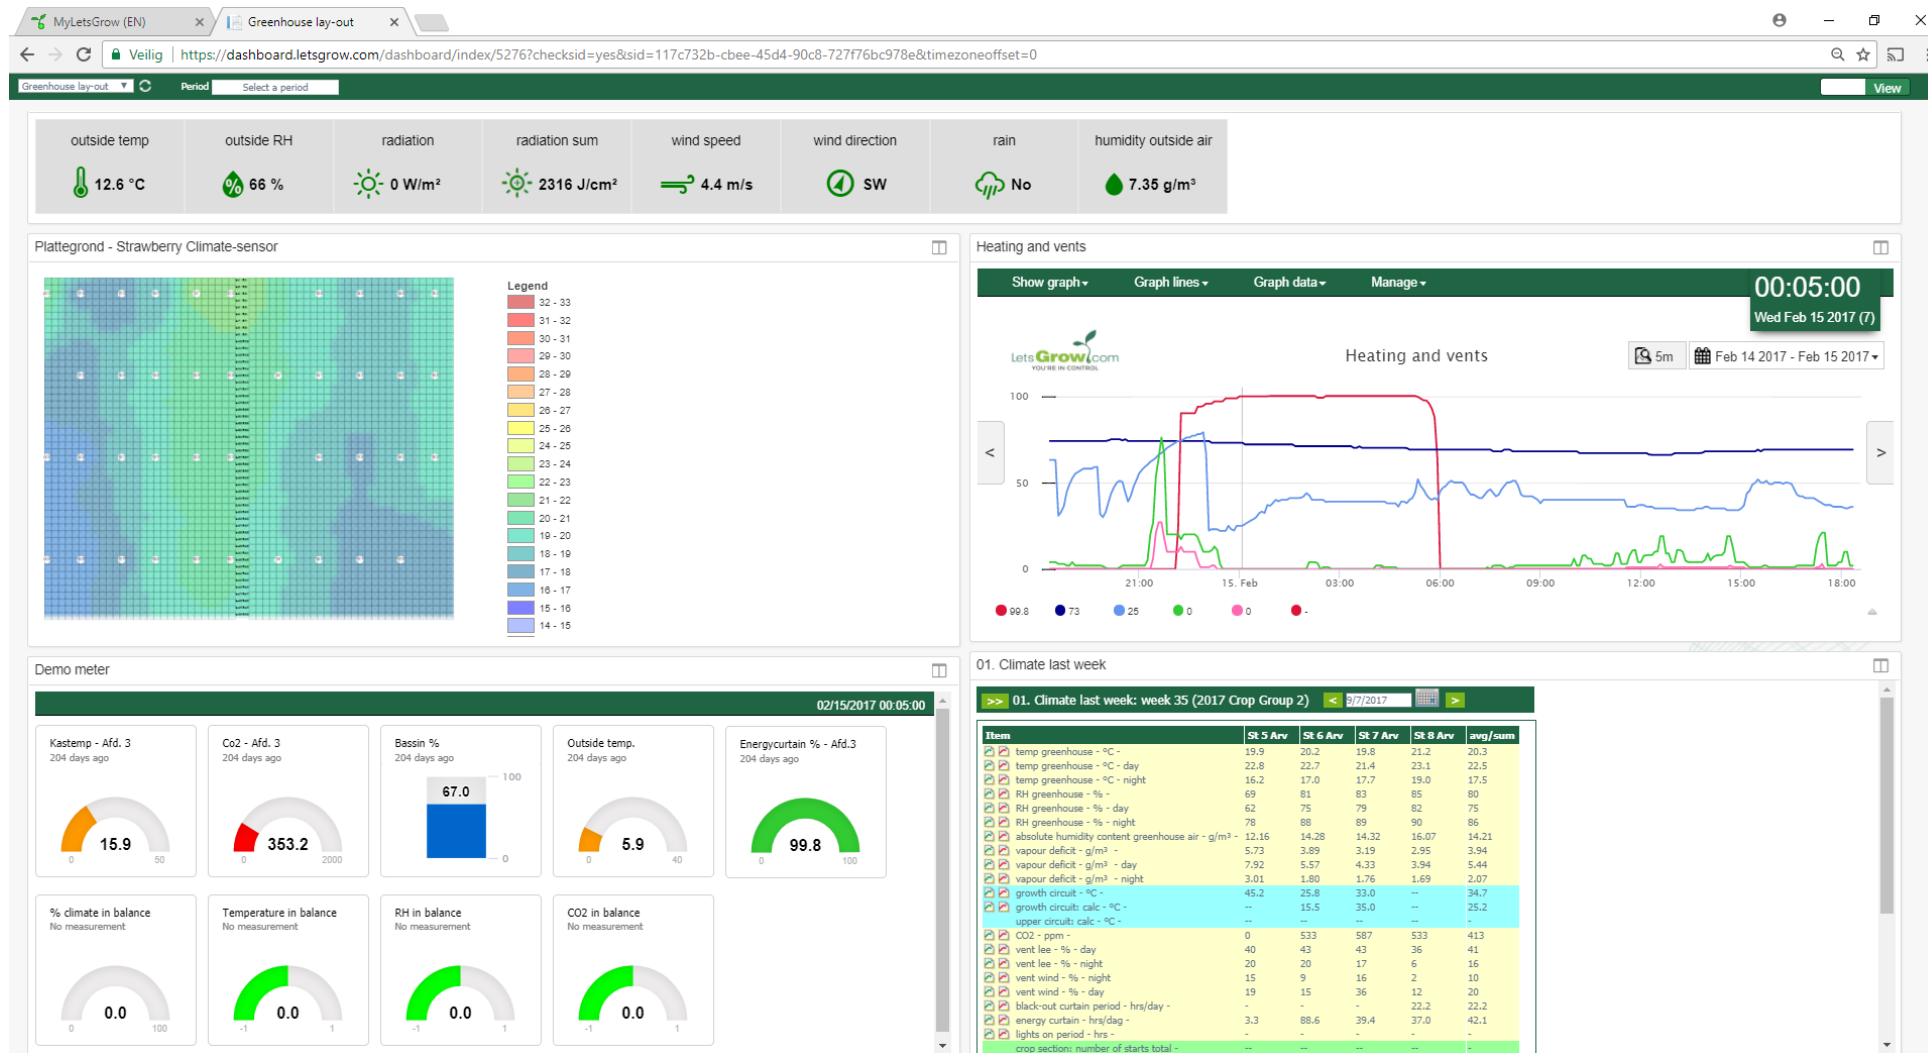 MyLetsGrow (EN)
Greenhouse lay-out
Veilig
https://dashboard.letsgrow.com/dashboard/index/5276?checksid=yes&sid=117c732b-cbee-45d4-90c8-727f76bc978e&timezoneoffset=0
Greenhouse lay-out
Period Select a period
View
outside temp outside RH radiation radiation sum wind speed wind direction rain humidity outside air
12.6 °C % 66 % 0 W/m² 2316 J/cm² 4.4 m/s SW No 7.35 g/m³
Plattegrond - Strawberry Climate-sensor
Legend
32 - 33
31 - 32
30 - 31
29 - 30
28 - 29
27 - 28
26 - 27
25 - 26
24 - 25
23 - 24
22 - 23
21 - 22
20 - 21
19 - 20
18 - 19
17 - 18
16 - 17
15 - 16
14 - 15
Heating and vents
Show graph Graph lines Graph data Manage
00:05:00
Wed Feb 15 2017 (7)
LetsGrow.com
YOU'RE IN CONTROL
Heating and vents
5m Feb 14 2017 - Feb 15 2017
100
50
0
< >
21:00 15. Feb 03:00 06:00 09:00 12:00 15:00 18:00
99.8 73 25 0 0 -
Demo meter
02/15/2017 00:05:00
Kastemp - Afd. 3
204 days ago
15.9
0 50
Co2 - Afd. 3
204 days ago
353.2
0 2000
Bassin %
204 days ago
100
67.0
0
Outside temp.
204 days ago
5.9
0 40
Energycurtain % - Afd.3
204 days ago
99.8
0 100
% climate in balance
No measurement
0.0
0 100
Temperature in balance
No measurement
0.0
-1 1
RH in balance
No measurement
0.0
-1 1
CO2 in balance
No measurement
0.0
-1 1
01. Climate last week
>> 01. Climate last week: week 35 (2017 Crop Group 2) < 9/7/2017 >
Item St 5 Arv St 6 Arv St 7 Arv St 8 Arv avg/sum
temp greenhouse - ºC - 19.9 20.2 19.8 21.2 20.3
temp greenhouse - ºC - day 22.8 22.7 21.4 23.1 22.5
temp greenhouse - ºC - night 16.2 17.0 17.7 19.0 17.5
RH greenhouse - % - 69 81 83 85 80
RH greenhouse - % - day 62 75 79 82 75
RH greenhouse - % - night 78 88 89 90 86
absolute humidity content greenhouse air - g/m³ - 12.16 14.28 14.32 16.07 14.21
vapour deficit - g/m³ - 5.73 3.89 3.19 2.95 3.94
vapour deficit - g/m³ - day 7.92 5.57 4.33 3.94 5.44
vapour deficit - g/m³ - night 3.01 1.80 1.76 1.69 2.07
growth circuit - ºC - 45.2 25.8 33.0 -- 34.7
growth circuit: calc - ºC - -- 15.5 35.0 -- 25.2
upper circuit: calc - ºC - -- -- -- -- -
CO2 - ppm - 0 533 587 533 413
vent lee - % - day 40 43 43 36 41
vent lee - % - night 20 20 17 6 16
vent wind - % - night 15 9 16 2 10
vent wind - % - day 19 15 36 12 20
black-out curtain period - hrs/day - - - - 22.2 22.2
energy curtain - hrs/dag - 3.3 88.6 39.4 37.0 42.1
lights on period - hrs - - - - - -
crop section: number of starts total - -- -- -- -- -